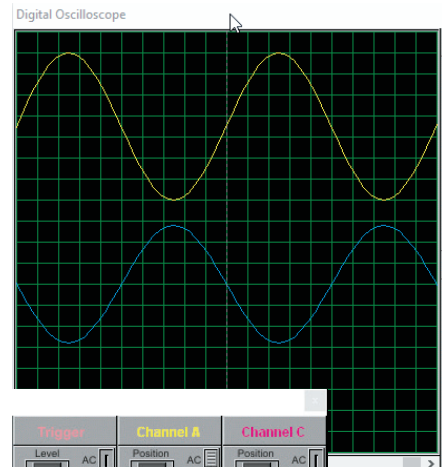 Digital Oscilloscope
Trigger Channel A Channel C
Level AC Position AC Position AC